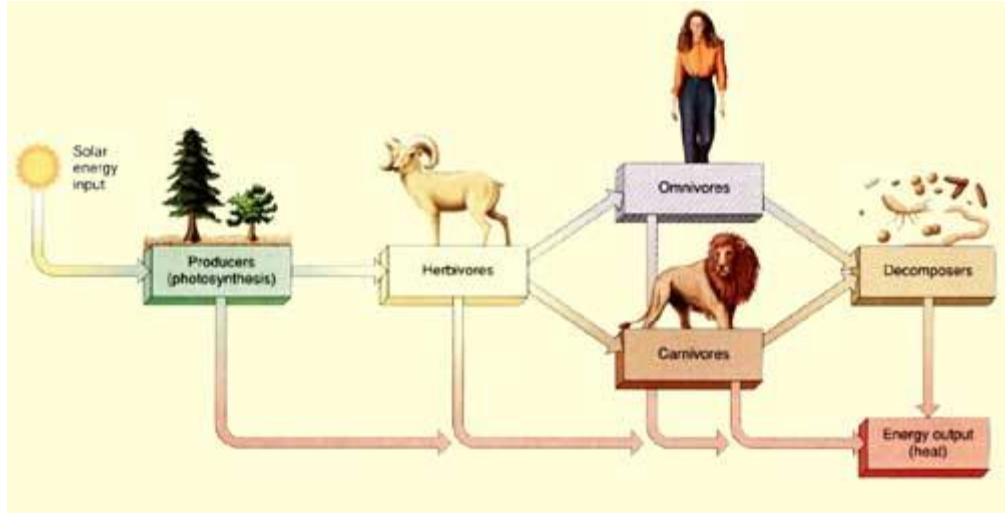 Solar
energy
input
Producers
(photosynthesis)
Herbivores
Omnivores
Carnivores
Decomposers
Energy output
(heat)